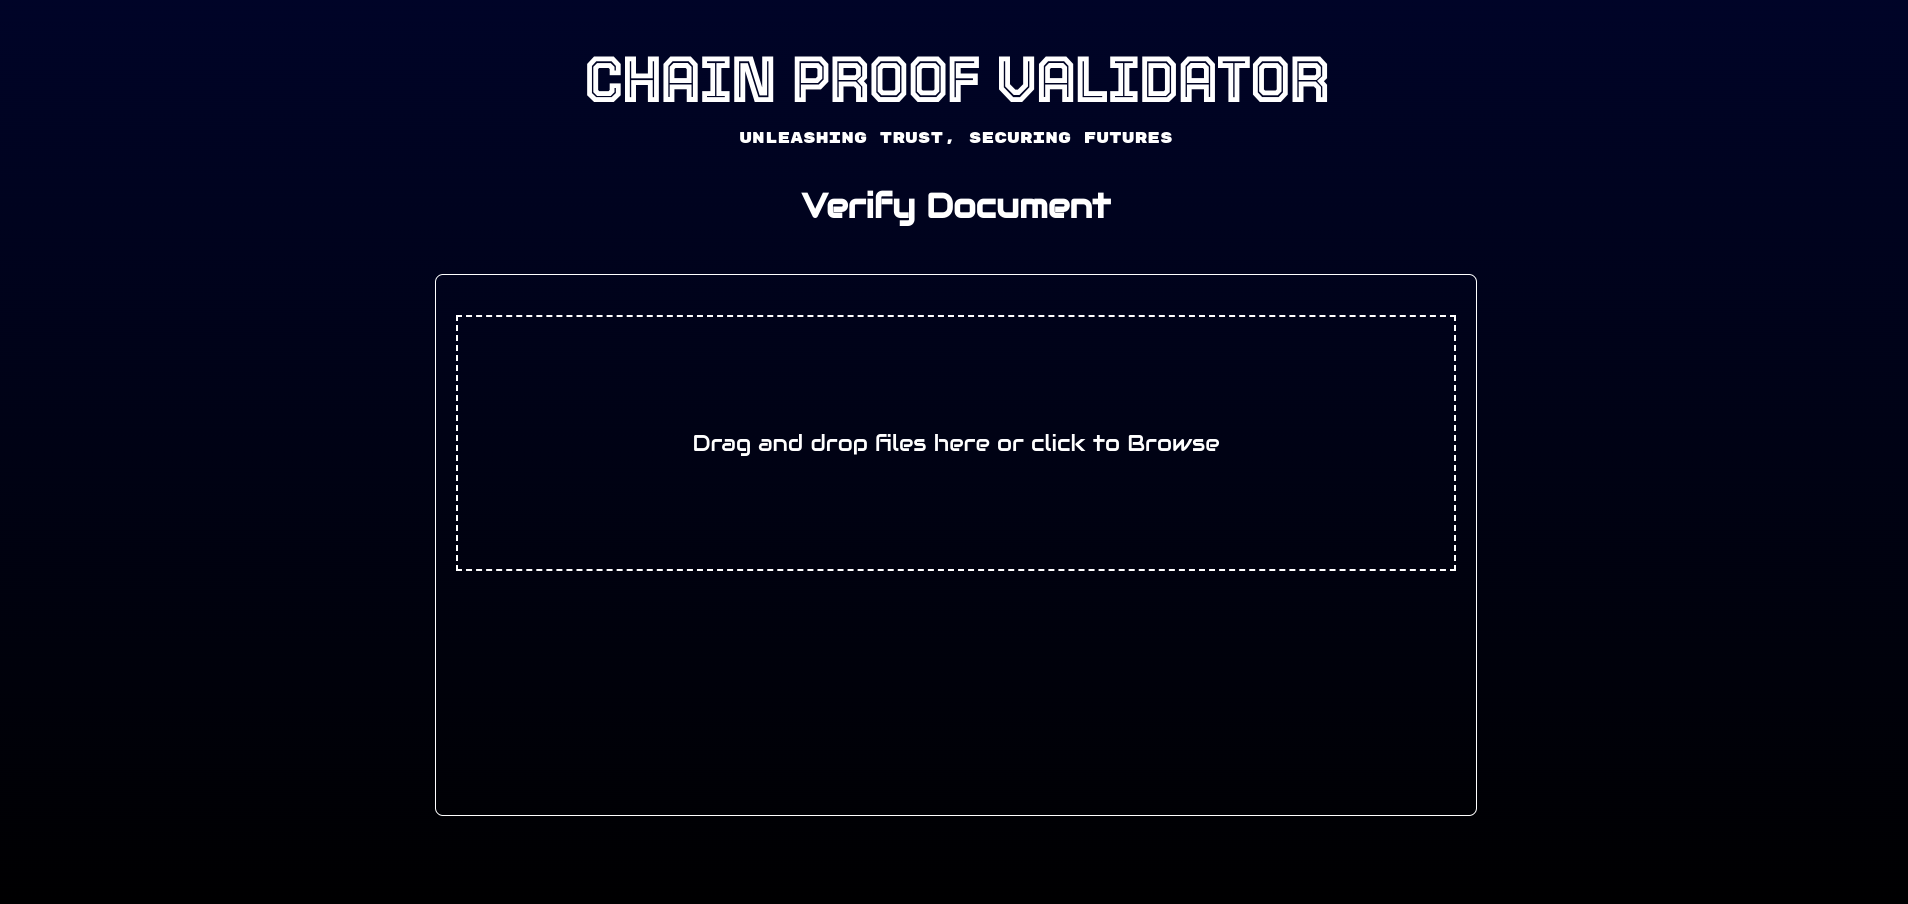 CHAIN PROOF VALIDATOR
UNLEASHING TRUST, SECURING FUTURES
Verify Document
Drag and drop files here or click to Browse